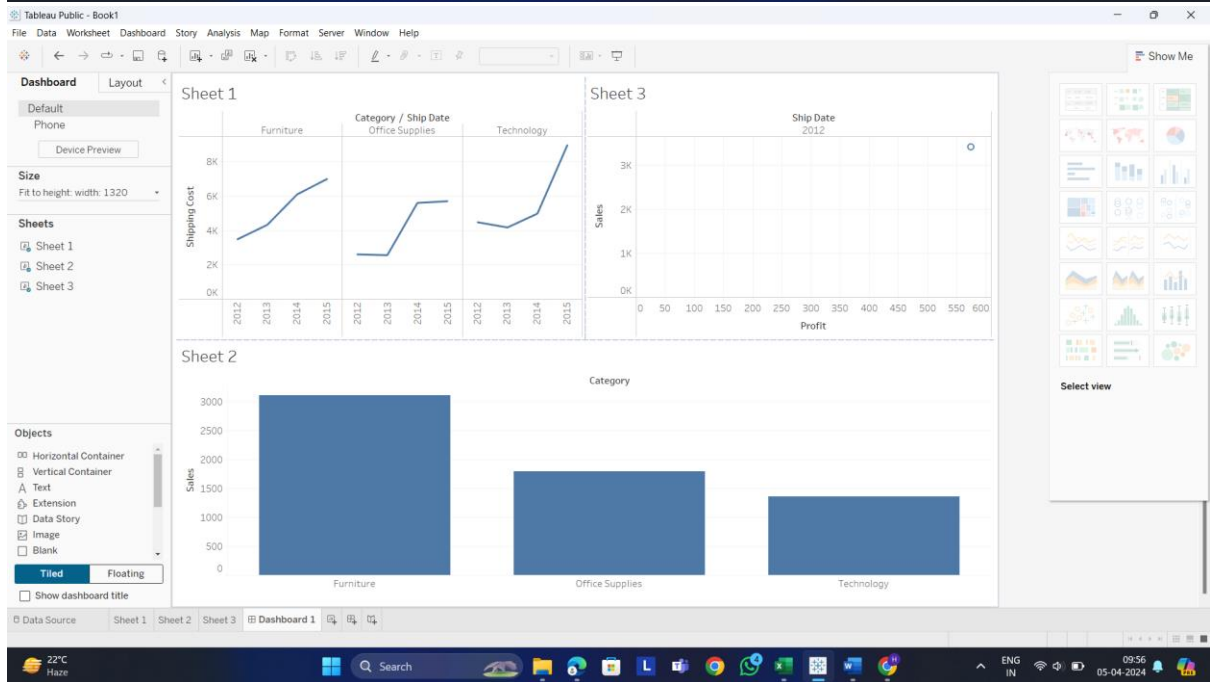 Tableau Public - Book1
File Data Worksheet Dashboard Story Analysis Map Format Server Window Help
Show Me
Dashboard Layout
Default
Phone
Device Preview
Size
Fit to height: width: 1320
Sheets
Sheet 1
Sheet 2
Sheet 3
Objects
Horizontal Container
Vertical Container
Text
Extension
Data Story
Image
Blank
Tiled Floating
Show dashboard title
Sheet 1
Category / Ship Date
Furniture Office Supplies Technology
Shipping Cost
8K
6K
4K
2K
0K
2012 2013 2014 2015 2012 2013 2014 2015 2012 2013 2014 2015
Sheet 3
Ship Date
2012
Sales
3K
2K
1K
0K
0 50 100 150 200 250 300 350 400 450 500 550 600
Profit
Sheet 2
Category
Sales
3000
2500
2000
1500
1000
500
0
Furniture Office Supplies Technology
Select view
Data Source Sheet 1 Sheet 2 Sheet 3 Dashboard 1
22°C
Haze
Search
ENG
IN
09:56
05-04-2024